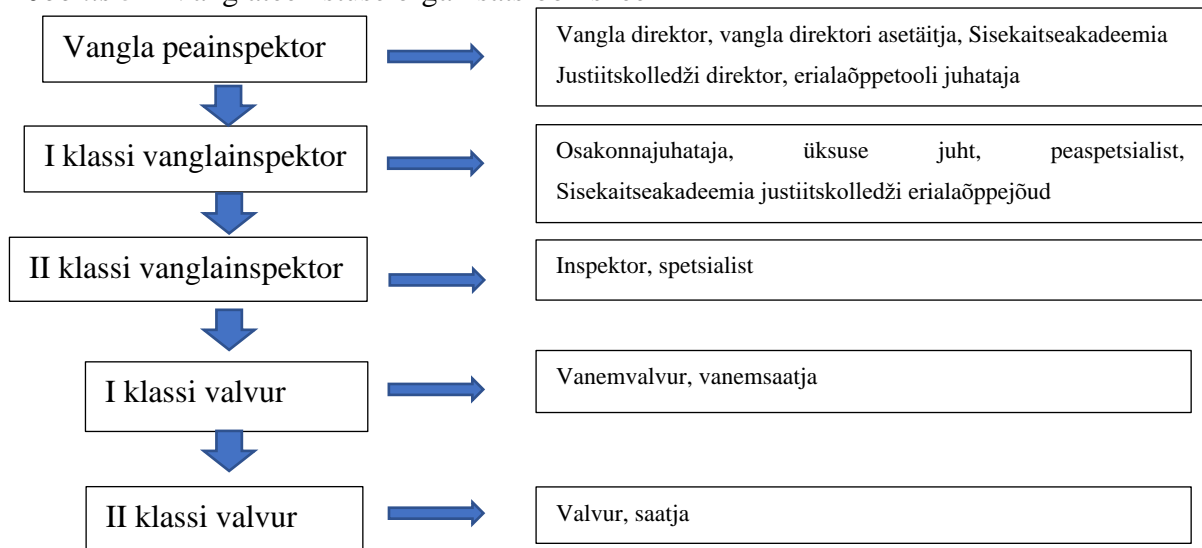 Vangla peainspektor
Vangla direktor, vangla direktori asetäitja, Sisekaitseakadeemia
Justiitskolledži direktor, erialaõppetooli juhataja
I klassi vanglainspektor
Osakonnajuhataja, üksuse juht, peaspetsialist,
Sisekaitseakadeemia justiitskolledži erialaõppejõud
II klassi vanglainspektor
Inspektor, spetsialist
I klassi valvur
Vanemvalvur, vanemsaatja
II klassi valvur
Valvur, saatja